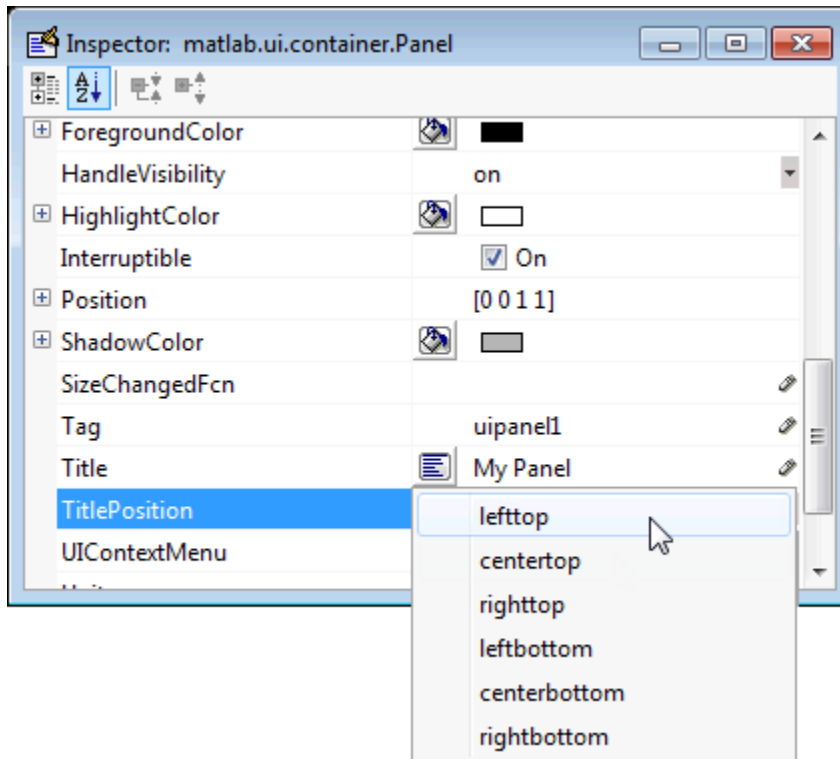 Inspector: matlab.ui.container.Panel
ForegroundColor
HandleVisibility on
HighlightColor
Interruptible On
Position [0 0 1 1]
ShadowColor
SizeChangedFcn
Tag uipanel1
Title My Panel
TitlePosition
lefttop
UIContextMenu
centertop
righttop
leftbottom
centerbottom
rightbottom